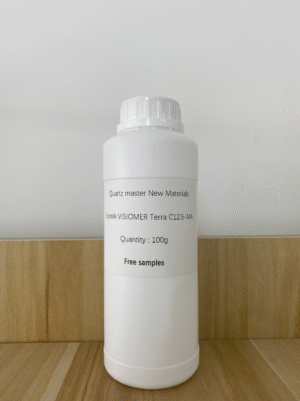 Quartz master New Materials
VISIOMER Terra C12.5-MA
Quantity : 100g
Free samples